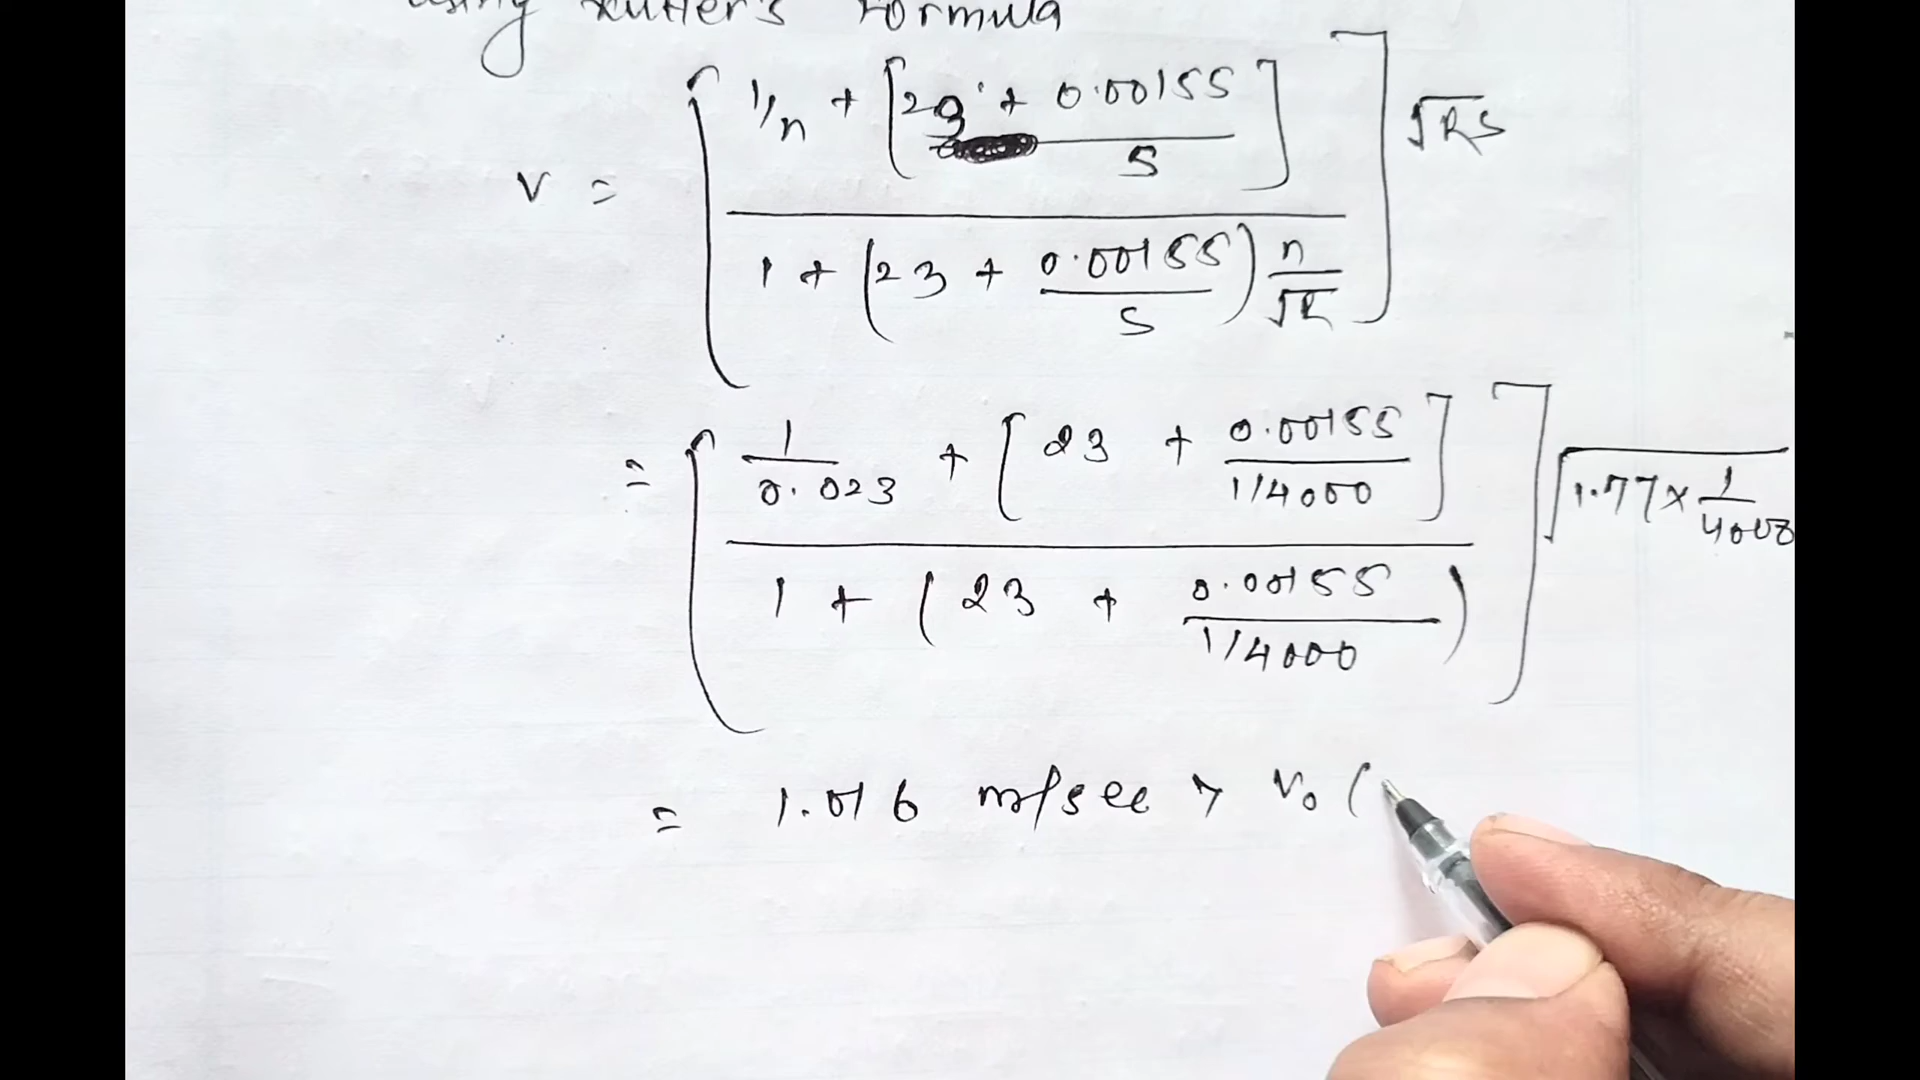 using Kutter's Formula
v = [ 1/n + [23 + 0.00155 / S] / 1 + (23 + 0.00155 / S) n / √R ] √RS
= [ 1 / 0.023 + [23 + 0.00155 / 1/4000] / 1 + (23 + 0.00155 / 1/4000) ] √1.77 × 1 / 4000
= 1.016 m/sec > v₀ (